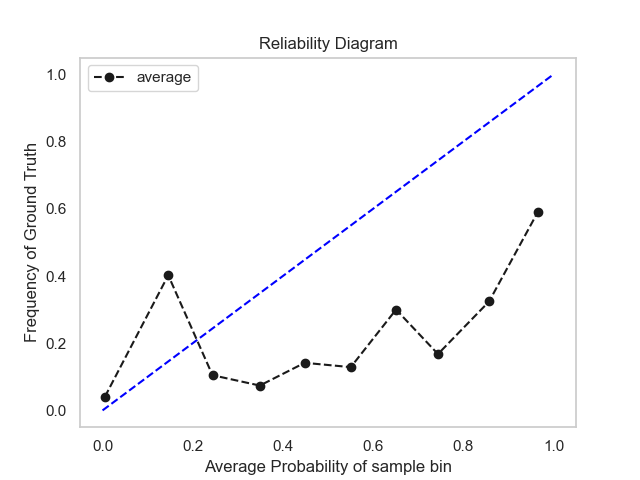 Reliability Diagram
average
Frequency of Ground Truth
1.0
0.8
0.6
0.4
0.2
0.0
0.0 0.2 0.4 0.6 0.8 1.0
Average Probability of sample bin